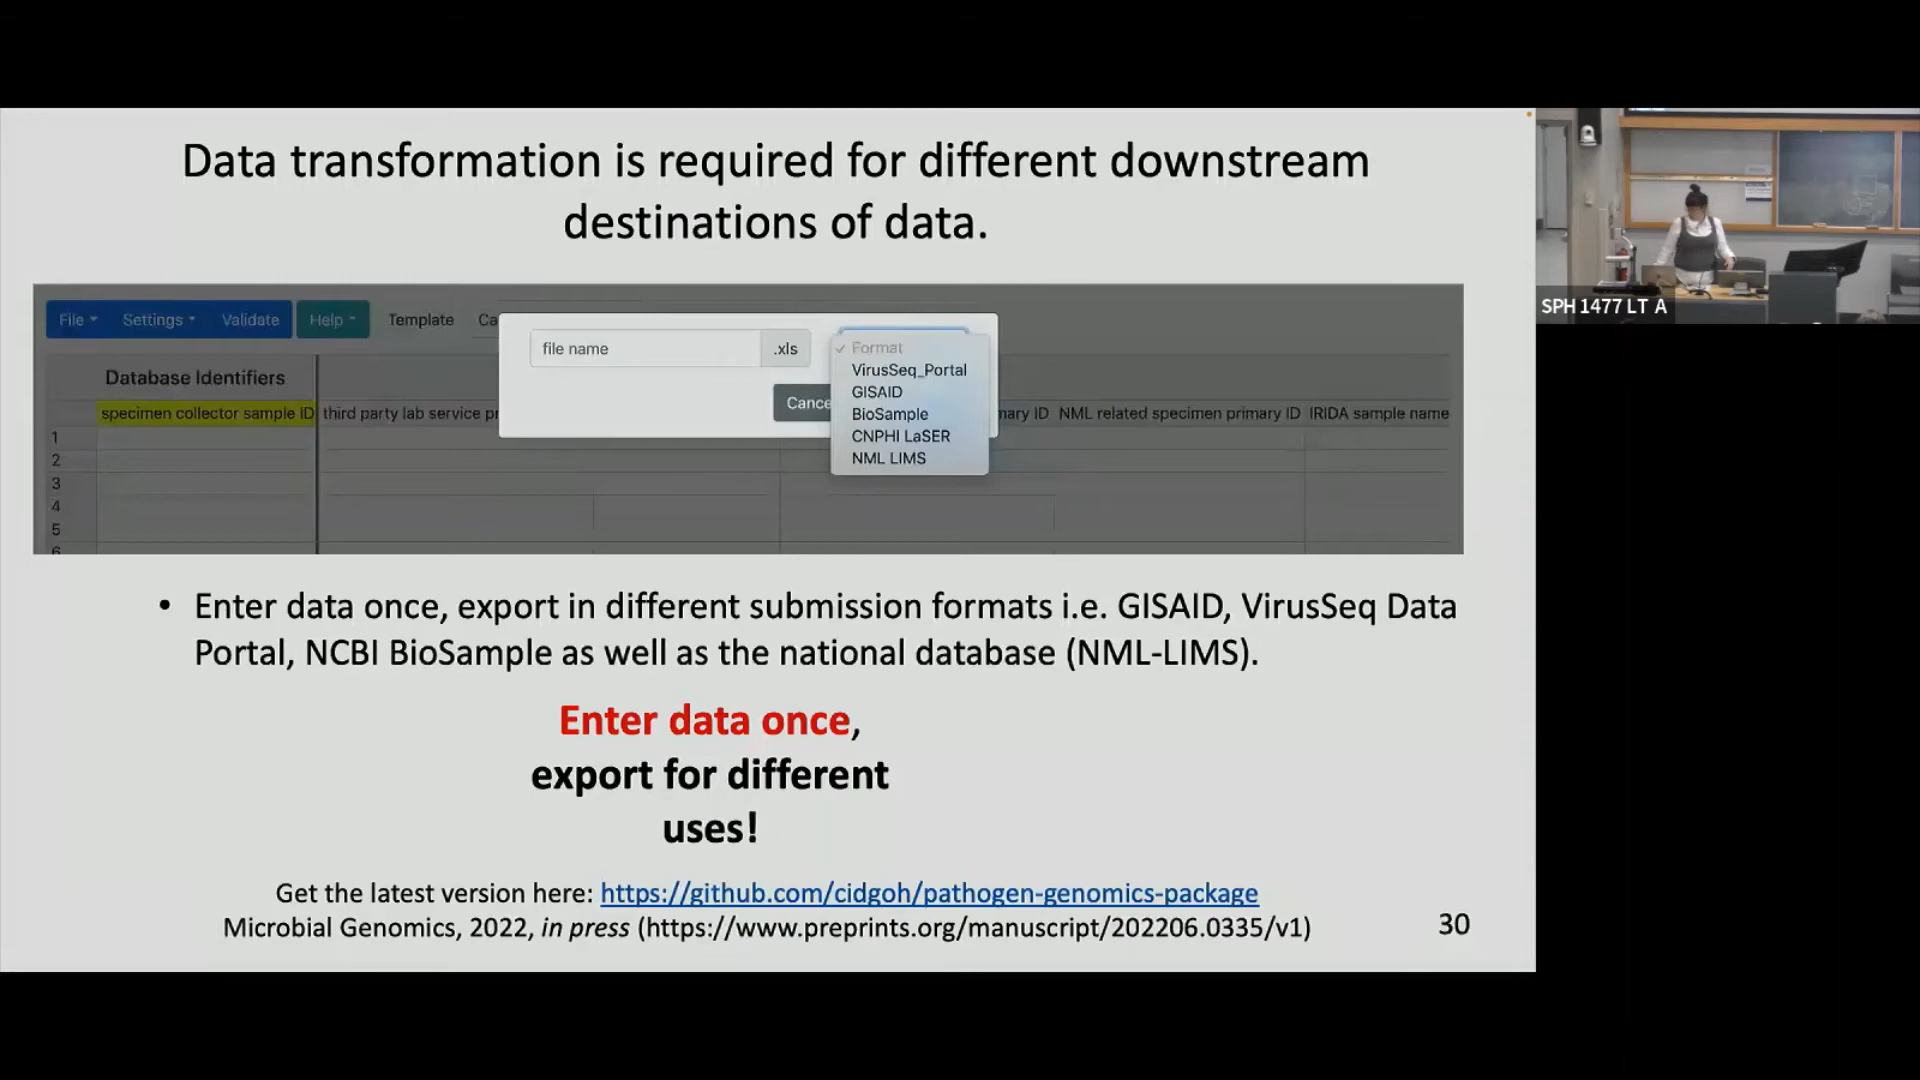 Data transformation is required for different downstream
destinations of data.
SPH 1477 LT A
File Settings Validate Help Template
file name .xls
Format
VirusSeq_Portal
GISAID
BioSample
CNPHI LaSER
NML LIMS
Database Identifiers
specimen collector sample ID third party lab service ID NML related specimen primary ID IRIDA sample name
1
2
3
4
5
6
• Enter data once, export in different submission formats i.e. GISAID, VirusSeq Data
Portal, NCBI BioSample as well as the national database (NML-LIMS).
Enter data once,
export for different
uses!
Get the latest version here: https://github.com/cidgoh/pathogen-genomics-package
Microbial Genomics, 2022, in press (https://www.preprints.org/manuscript/202206.0335/v1)
30